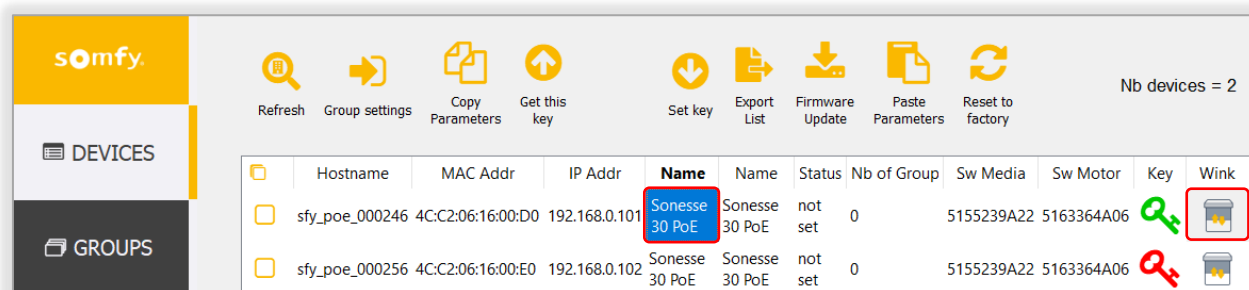 somfy.
Refresh
Group settings
Copy
Parameters
Get this
key
Set key
Export
List
Firmware
Update
Paste
Parameters
Reset to
factory
Nb devices = 2
DEVICES
GROUPS
Hostname MAC Addr IP Addr Name Name Status Nb of Group Sw Media Sw Motor Key Wink
sfy_poe_000246 4C:C2:06:16:00:D0 192.168.0.101 Sonesse Sonesse not 0 5155239A22 5163364A06
30 PoE 30 PoE set
sfy_poe_000256 4C:C2:06:16:00:E0 192.168.0.102 Sonesse Sonesse not 0 5155239A22 5163364A06
30 PoE 30 PoE set